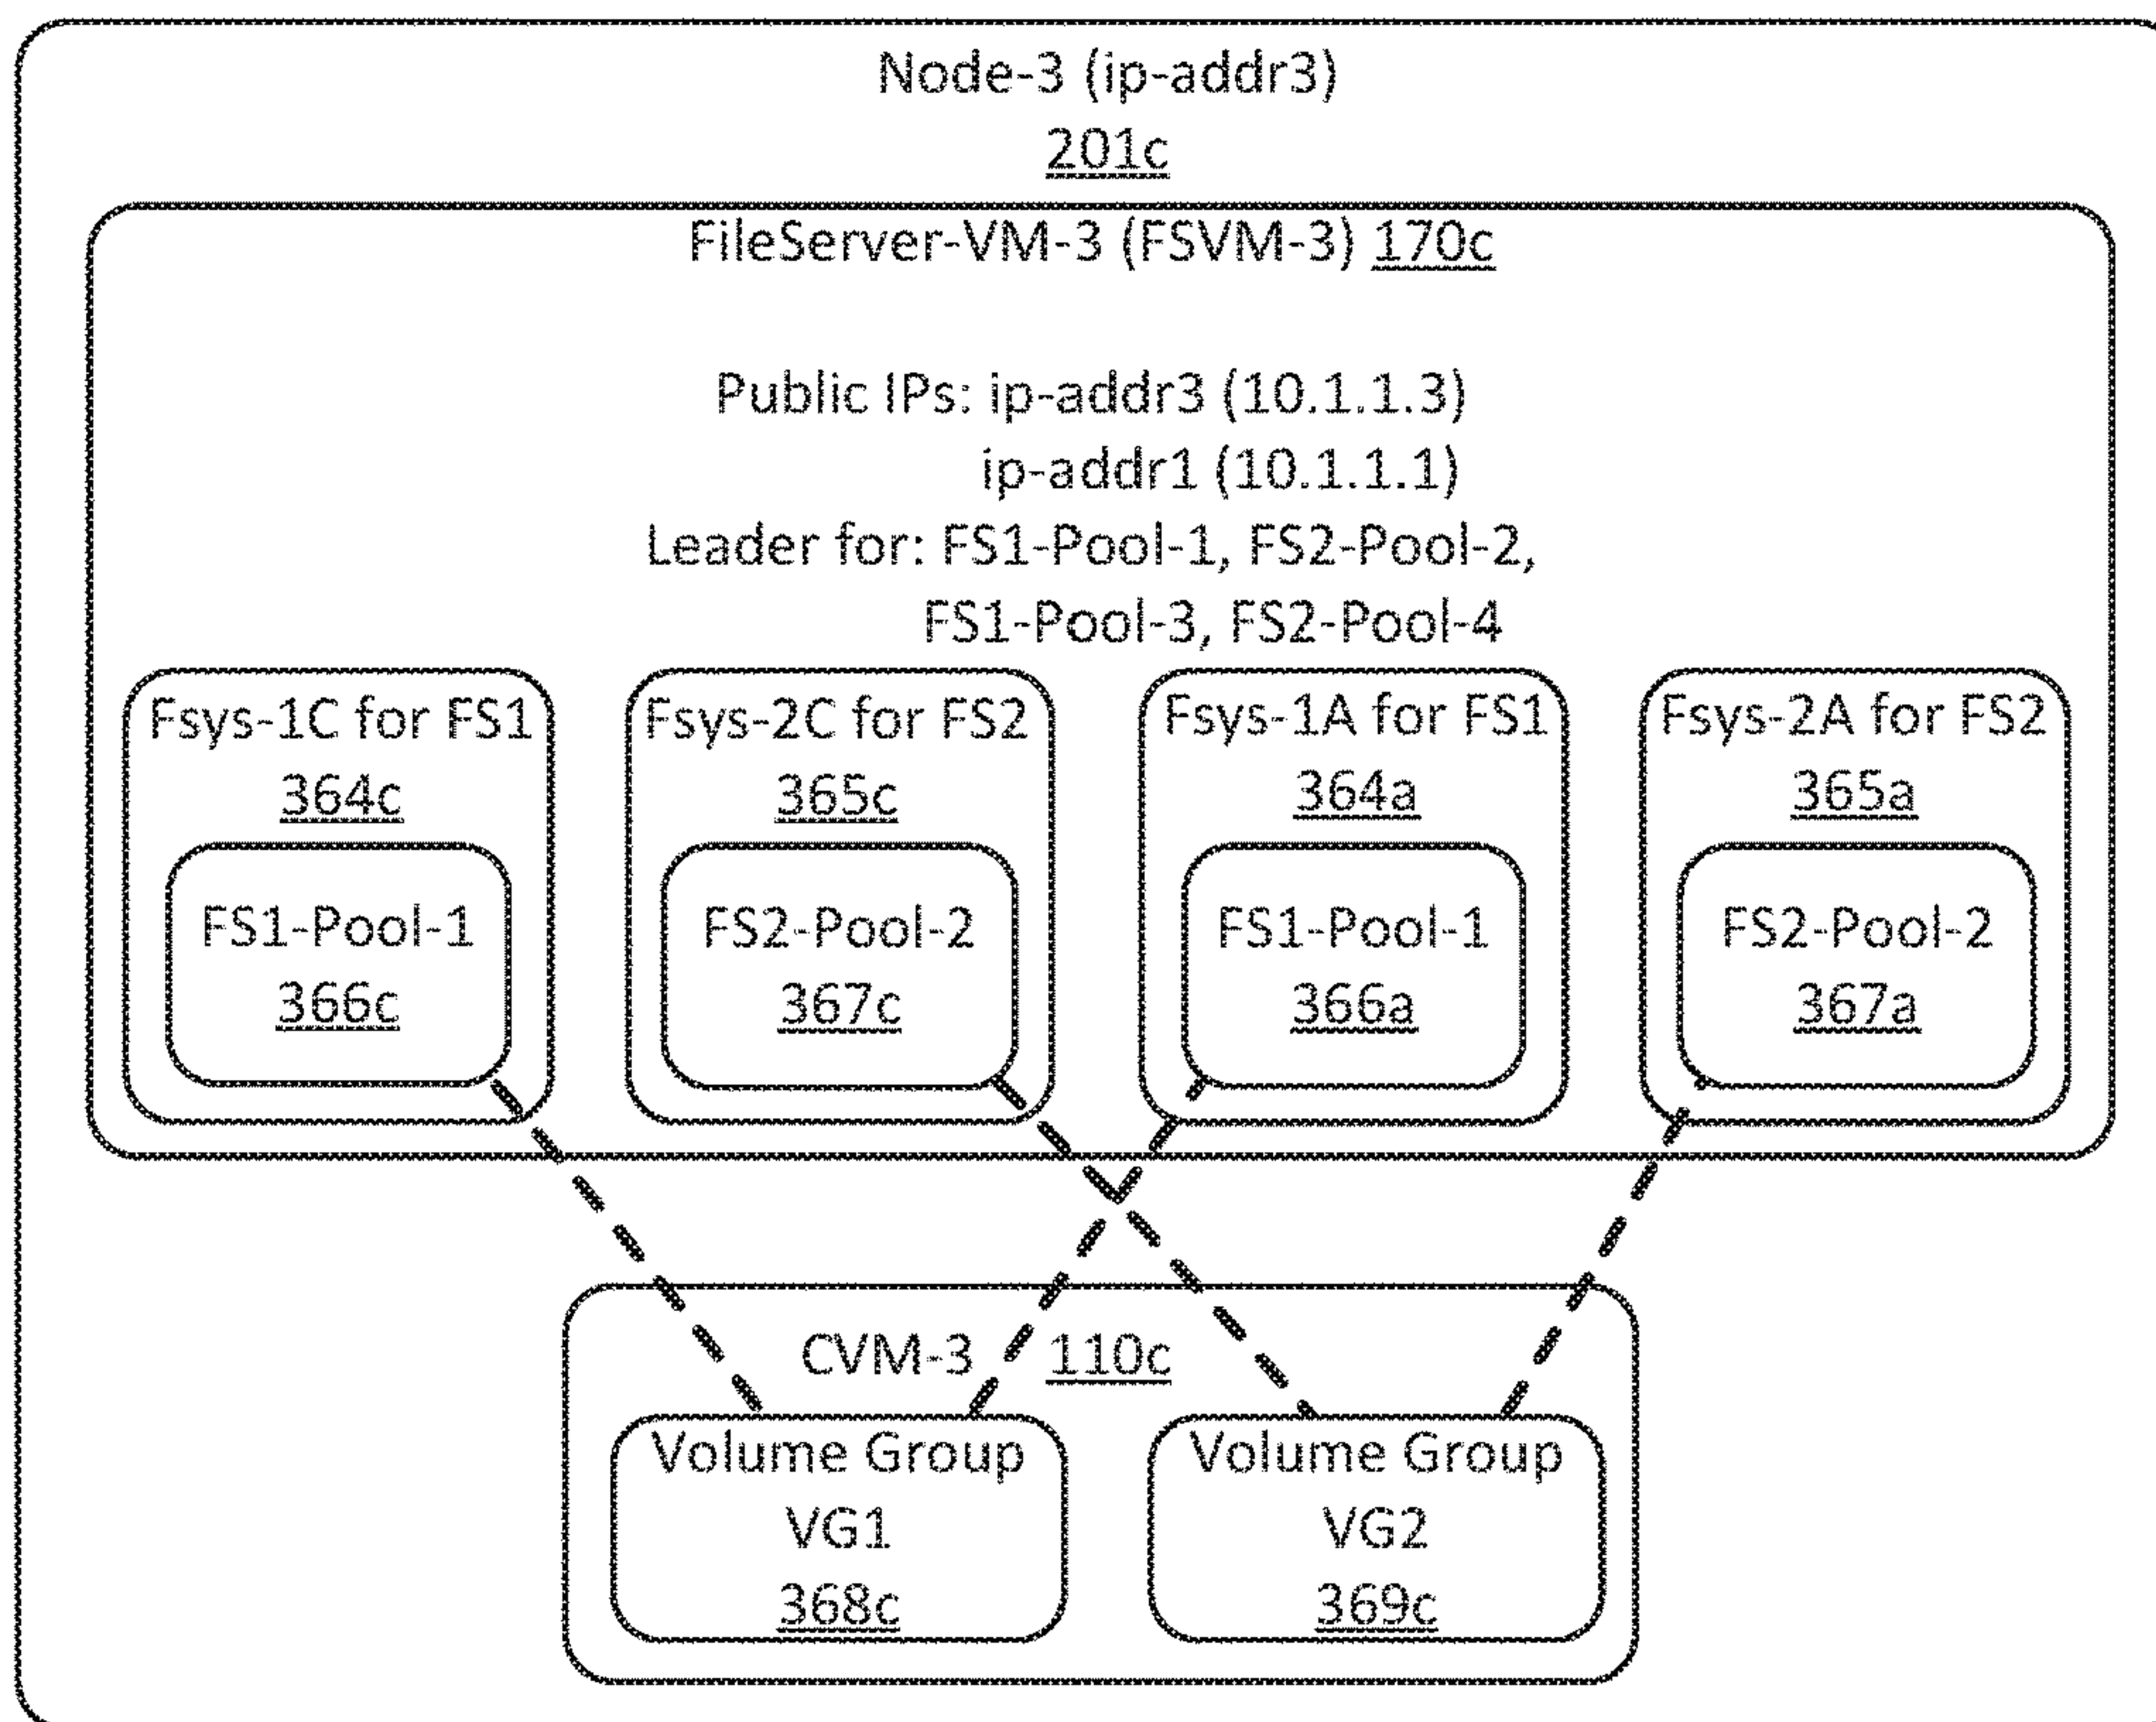 Node-3 (ip-addr3)
201c
FileServer-VM-3 (FSVM-3) 170c
Public IPs: ip-addr3 (10.1.1.3)
ip-addr1 (10.1.1.1)
Leader for: FS1-Pool-1, FS2-Pool-2,
FS1-Pool-3, FS2-Pool-4
Fsys-1C for FS1
364c
FS1-Pool-1
366c
Fsys-2C for FS2
365c
FS2-Pool-2
367c
Fsys-1A for FS1
364a
FS1-Pool-1
366a
Fsys-2A for FS2
365a
FS2-Pool-2
367a
CVM-3 110c
Volume Group
VG1
368c
Volume Group
VG2
369c